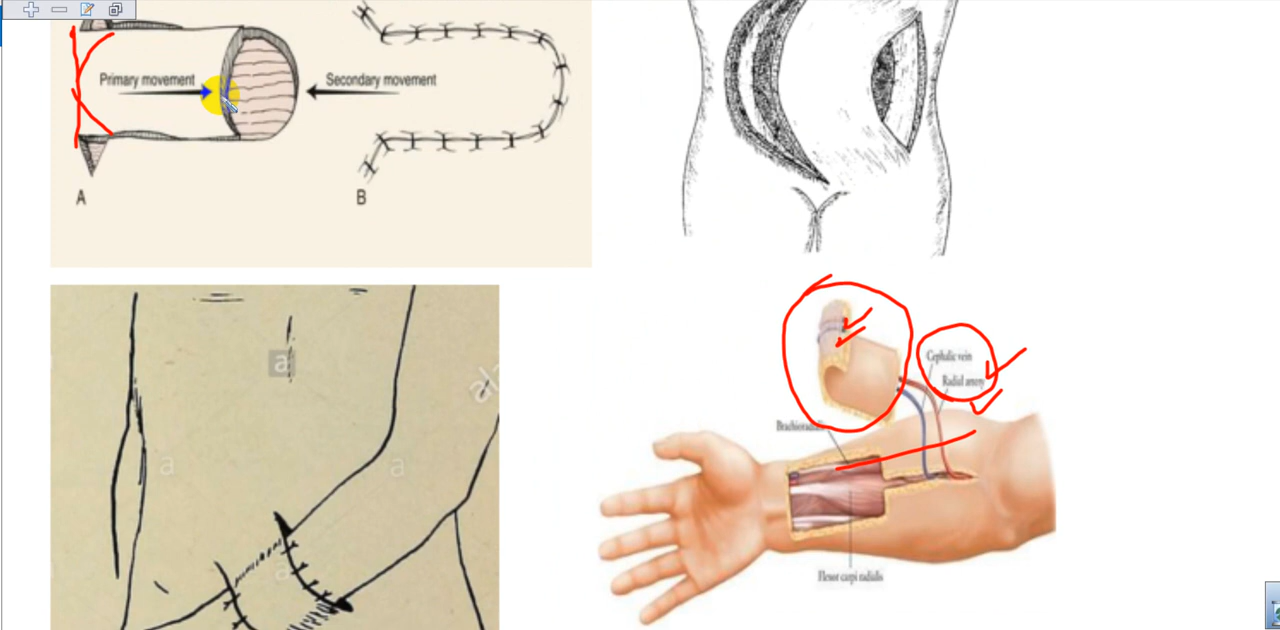 Primary movement
Secondary movement
A
B
a
a
a
a
Cephalic vein
Radial artery
Brachioradialis
Flexor carpi radialis